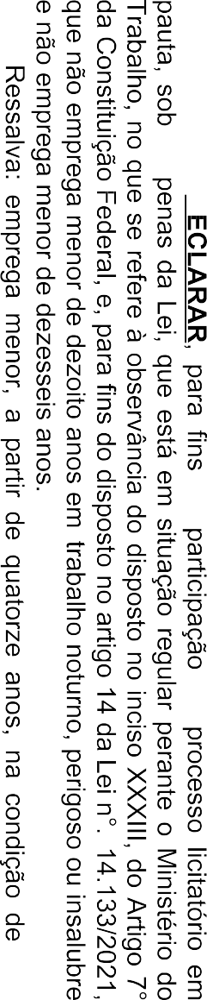 ECLARAR, para fins participação processo licitatório em
pauta, sob penas da Lei, que está em situação regular perante o Ministério do
Trabalho, no que se refere à observância do disposto no inciso XXXIII, do Artigo 7°
da Constituição Federal, e, para fins do disposto no artigo 14 da Lei n°. 14.133/2021,
que não emprega menor de dezoito anos em trabalho noturno, perigoso ou insalubre
e não emprega menor de dezesseis anos.
Ressalva: emprega menor, a partir de quatorze anos, na condição de